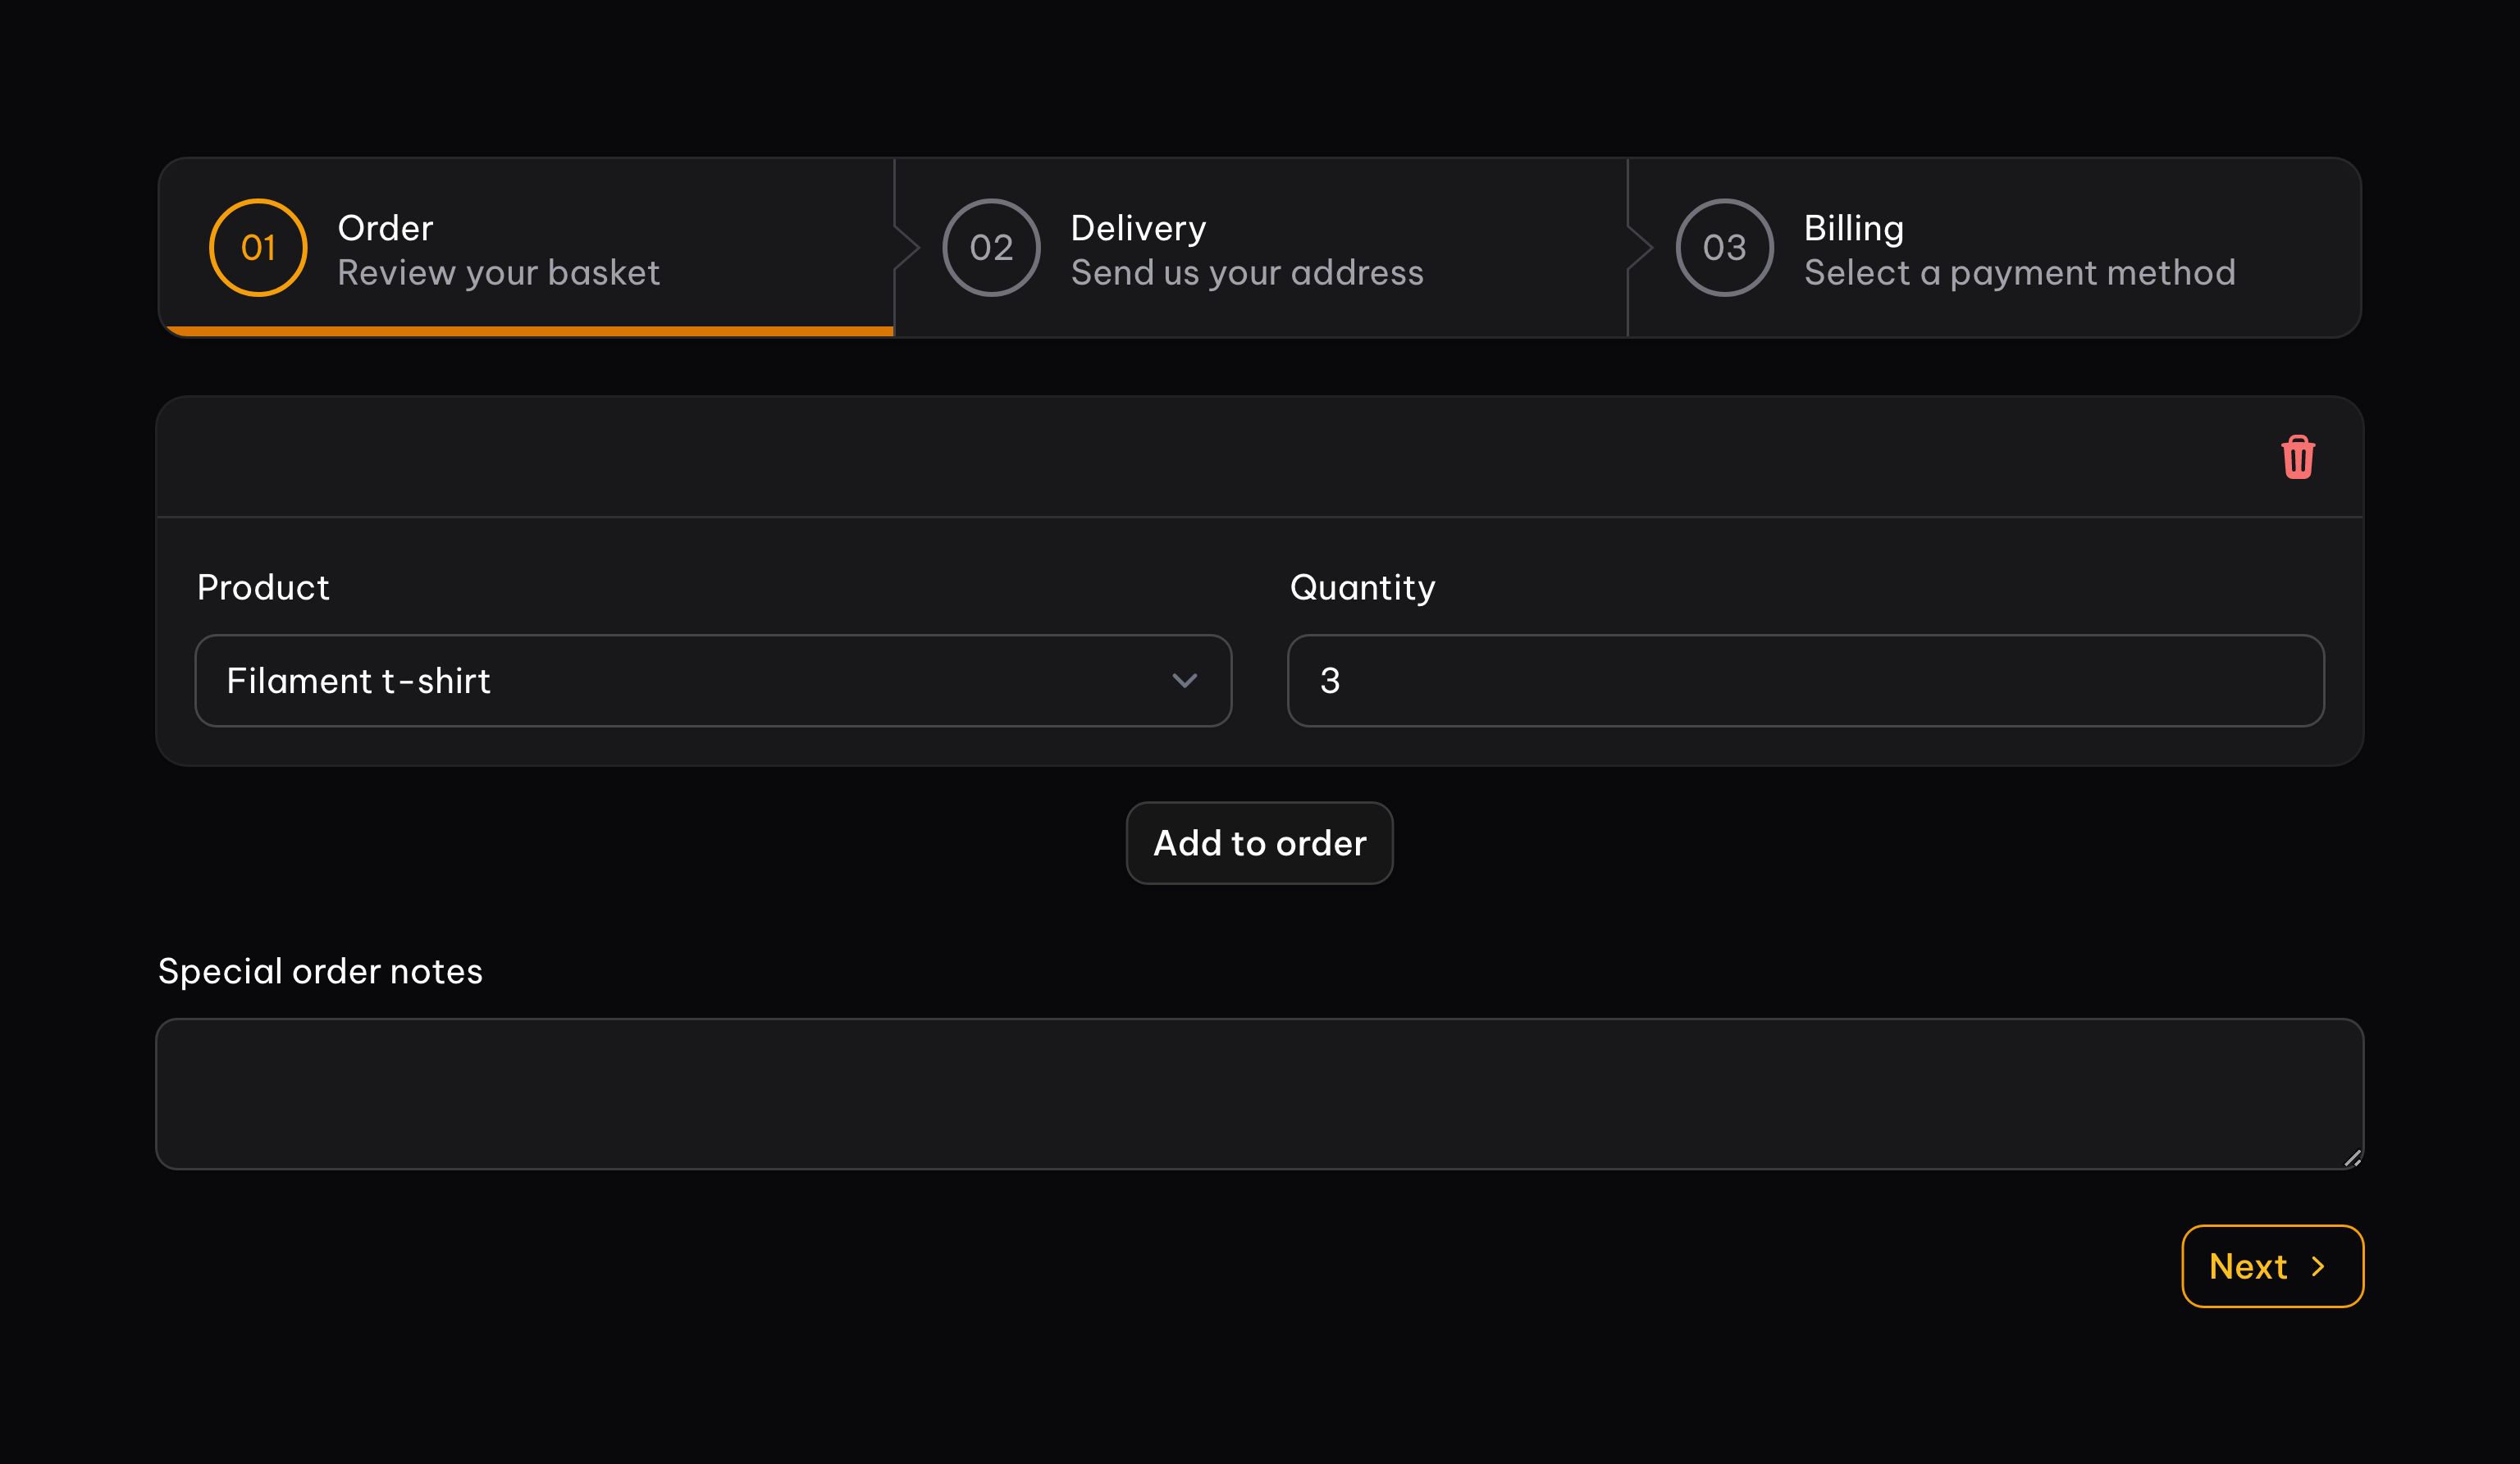 01
Order
Review your basket
02
Delivery
Send us your address
03
Billing
Select a payment method
Product
Quantity
Filament t-shirt
3
Add to order
Special order notes
Next